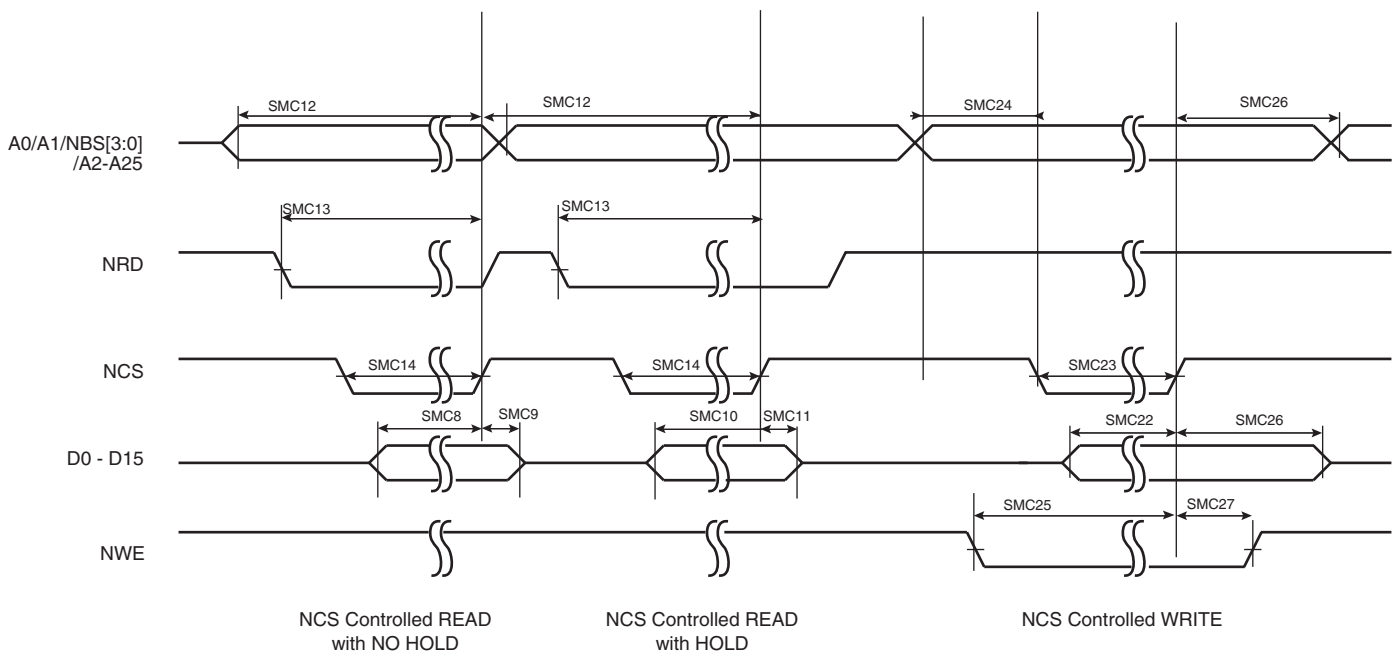 SMC12
SMC12
SMC24
SMC26
A0/A1/NBS[3:0]
/A2-A25
SMC13
SMC13
NRD
NCS
SMC14
SMC14
SMC23
SMC8
SMC9
SMC10
SMC11
SMC22
SMC26
D0 - D15
SMC25
SMC27
NWE
NCS Controlled READ
with NO HOLD
NCS Controlled READ
with HOLD
NCS Controlled WRITE